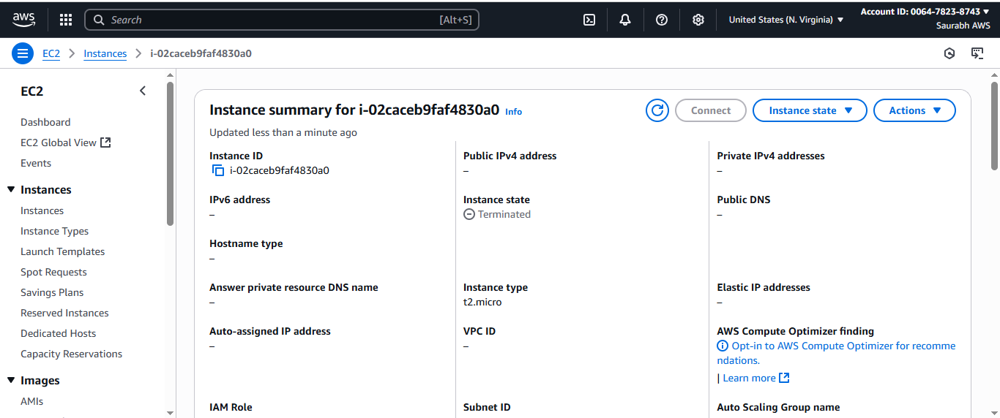 aws
Search
[Alt+S]
United States (N. Virginia)
Account ID: 0064-7823-8743
Saurabh AWS
EC2
Instances
i-02caceb9faf4830a0
EC2
Dashboard
EC2 Global View
Events
Instances
Instances
Instance Types
Launch Templates
Spot Requests
Savings Plans
Reserved Instances
Dedicated Hosts
Capacity Reservations
Images
AMIs
Instance summary for i-02caceb9faf4830a0 Info
Updated less than a minute ago
Connect
Instance state
Actions
Instance ID
i-02caceb9faf4830a0
Public IPv4 address
–
Private IPv4 addresses
–
IPv6 address
–
Instance state
Terminated
Public DNS
–
Hostname type
–
Answer private resource DNS name
–
Instance type
t2.micro
Elastic IP addresses
–
Auto-assigned IP address
–
VPC ID
–
AWS Compute Optimizer finding
Opt-in to AWS Compute Optimizer for recomme
ndations.
| Learn more
IAM Role
Subnet ID
Auto Scaling Group name